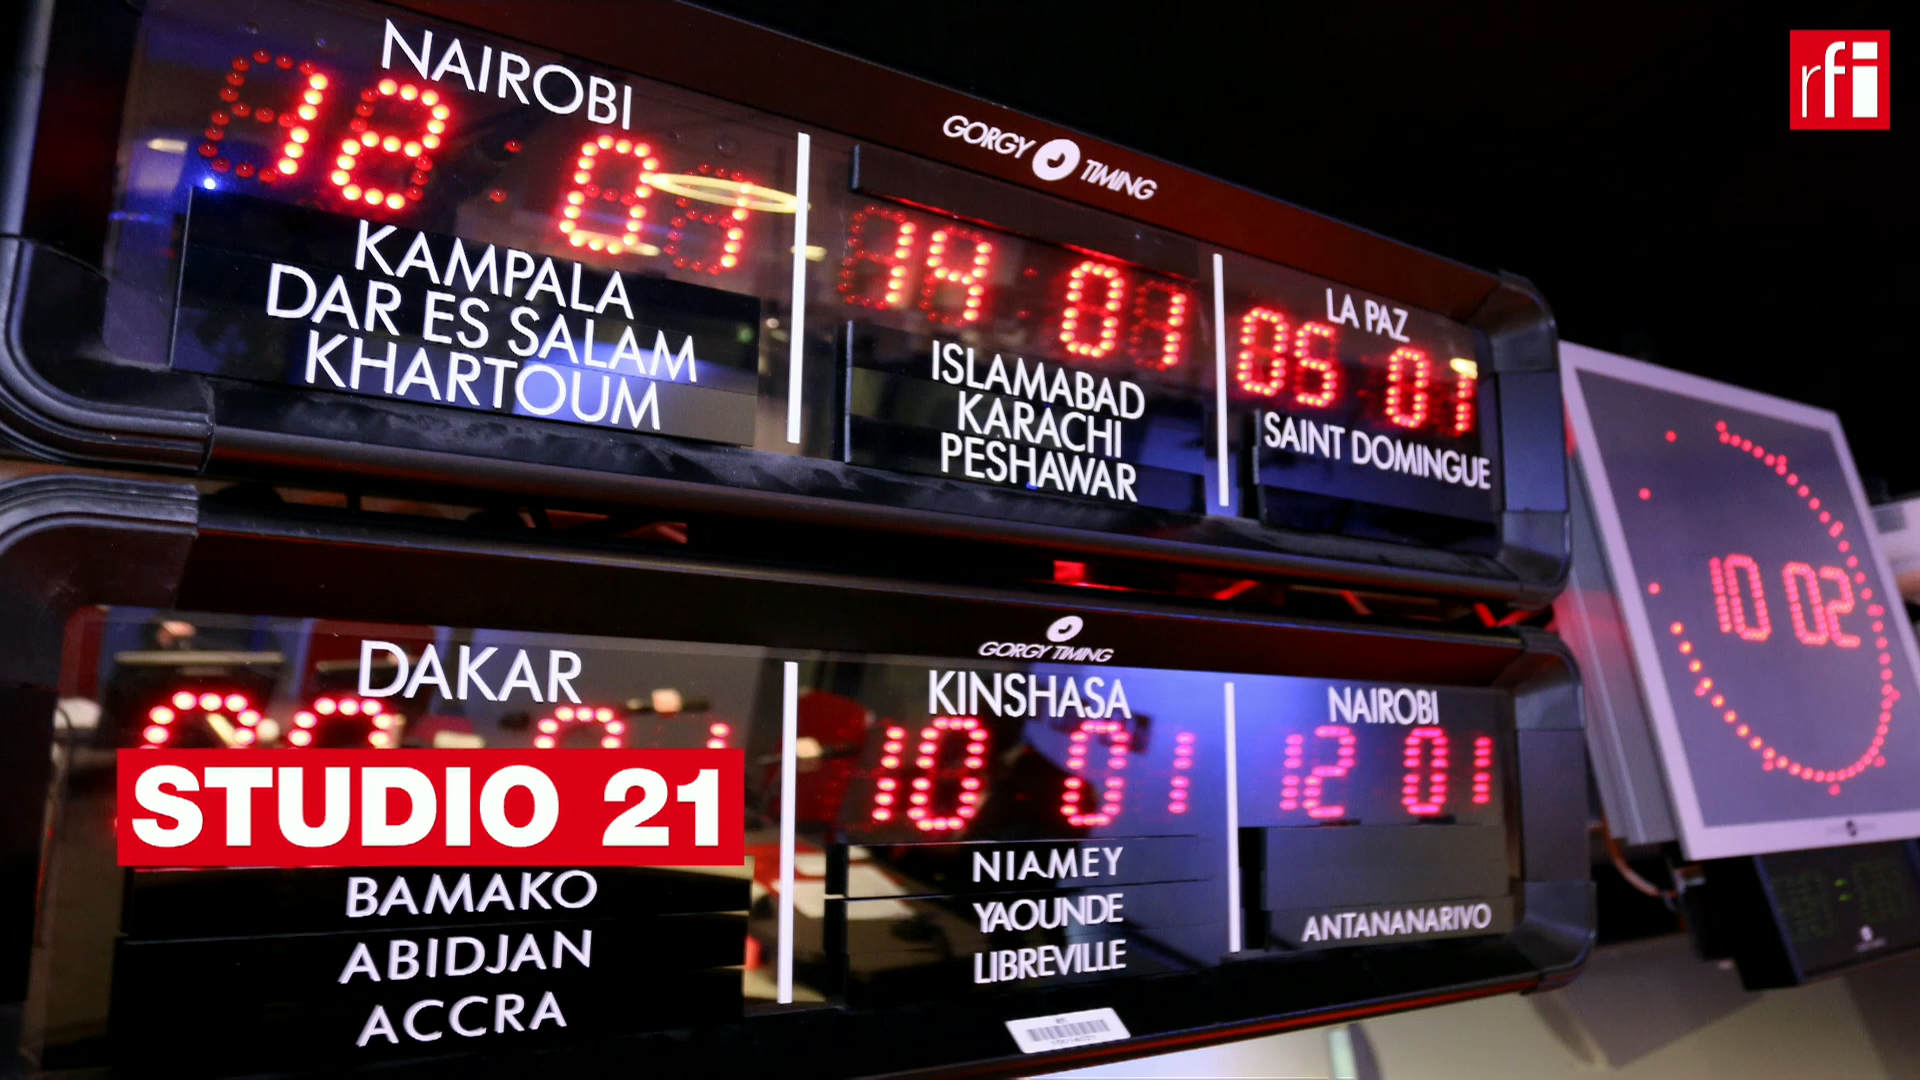 rfi
NAIROBI
12:01
KAMPALA
DAR ES SALAM
KHARTOUM
GORGY TIMING
14:01
ISLAMABAD
KARACHI
PESHAWAR
LA PAZ
05:01
SAINT DOMINGUE
10 02
DAKAR
STUDIO 21
BAMAKO
ABIDJAN
ACCRA
GORGY TIMING
KINSHASA
10 01
NIAMEY
YAOUNDE
LIBREVILLE
NAIROBI
12 01
ANTANANARIVO